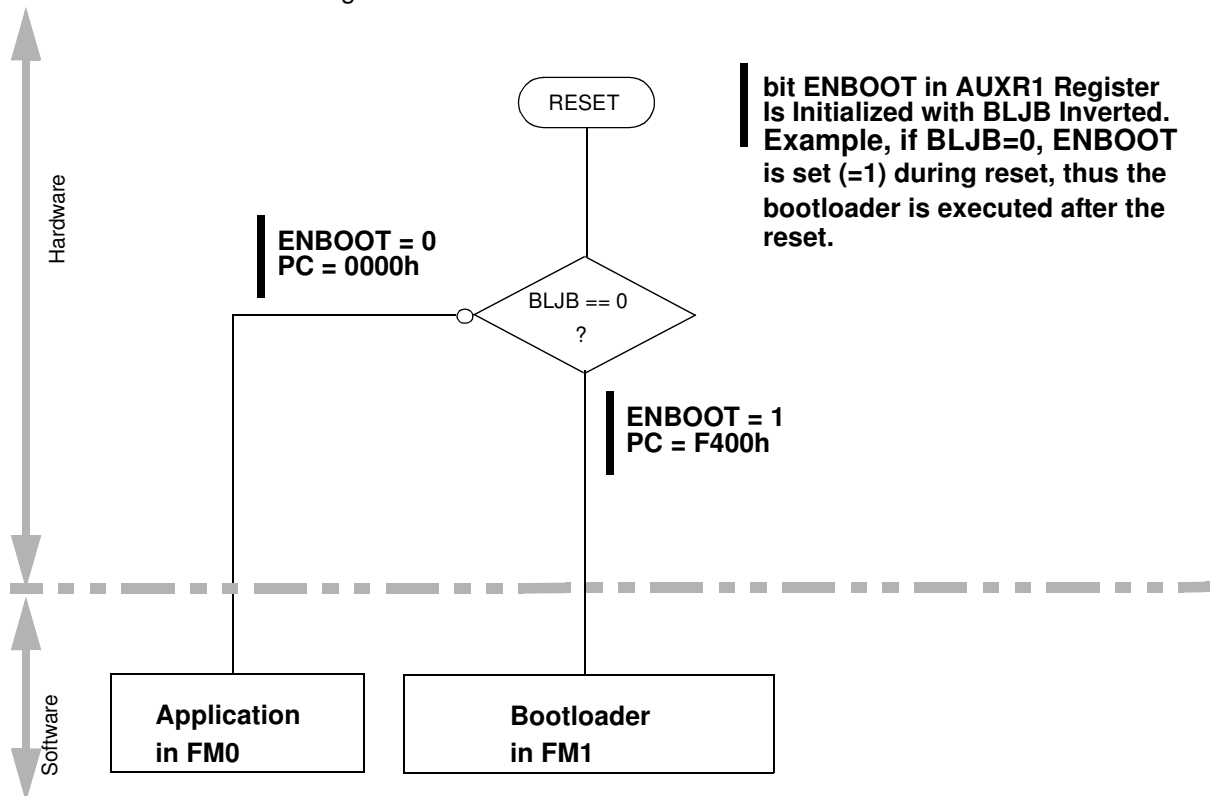 RESET
bit ENBOOT in AUXR1 Register
Is Initialized with BLJB Inverted.
Example, if BLJB=0, ENBOOT
is set (=1) during reset, thus the
bootloader is executed after the
reset.
Hardware
ENBOOT = 0
PC = 0000h
BLJB == 0
?
ENBOOT = 1
PC = F400h
Software
Application
in FM0
Bootloader
in FM1